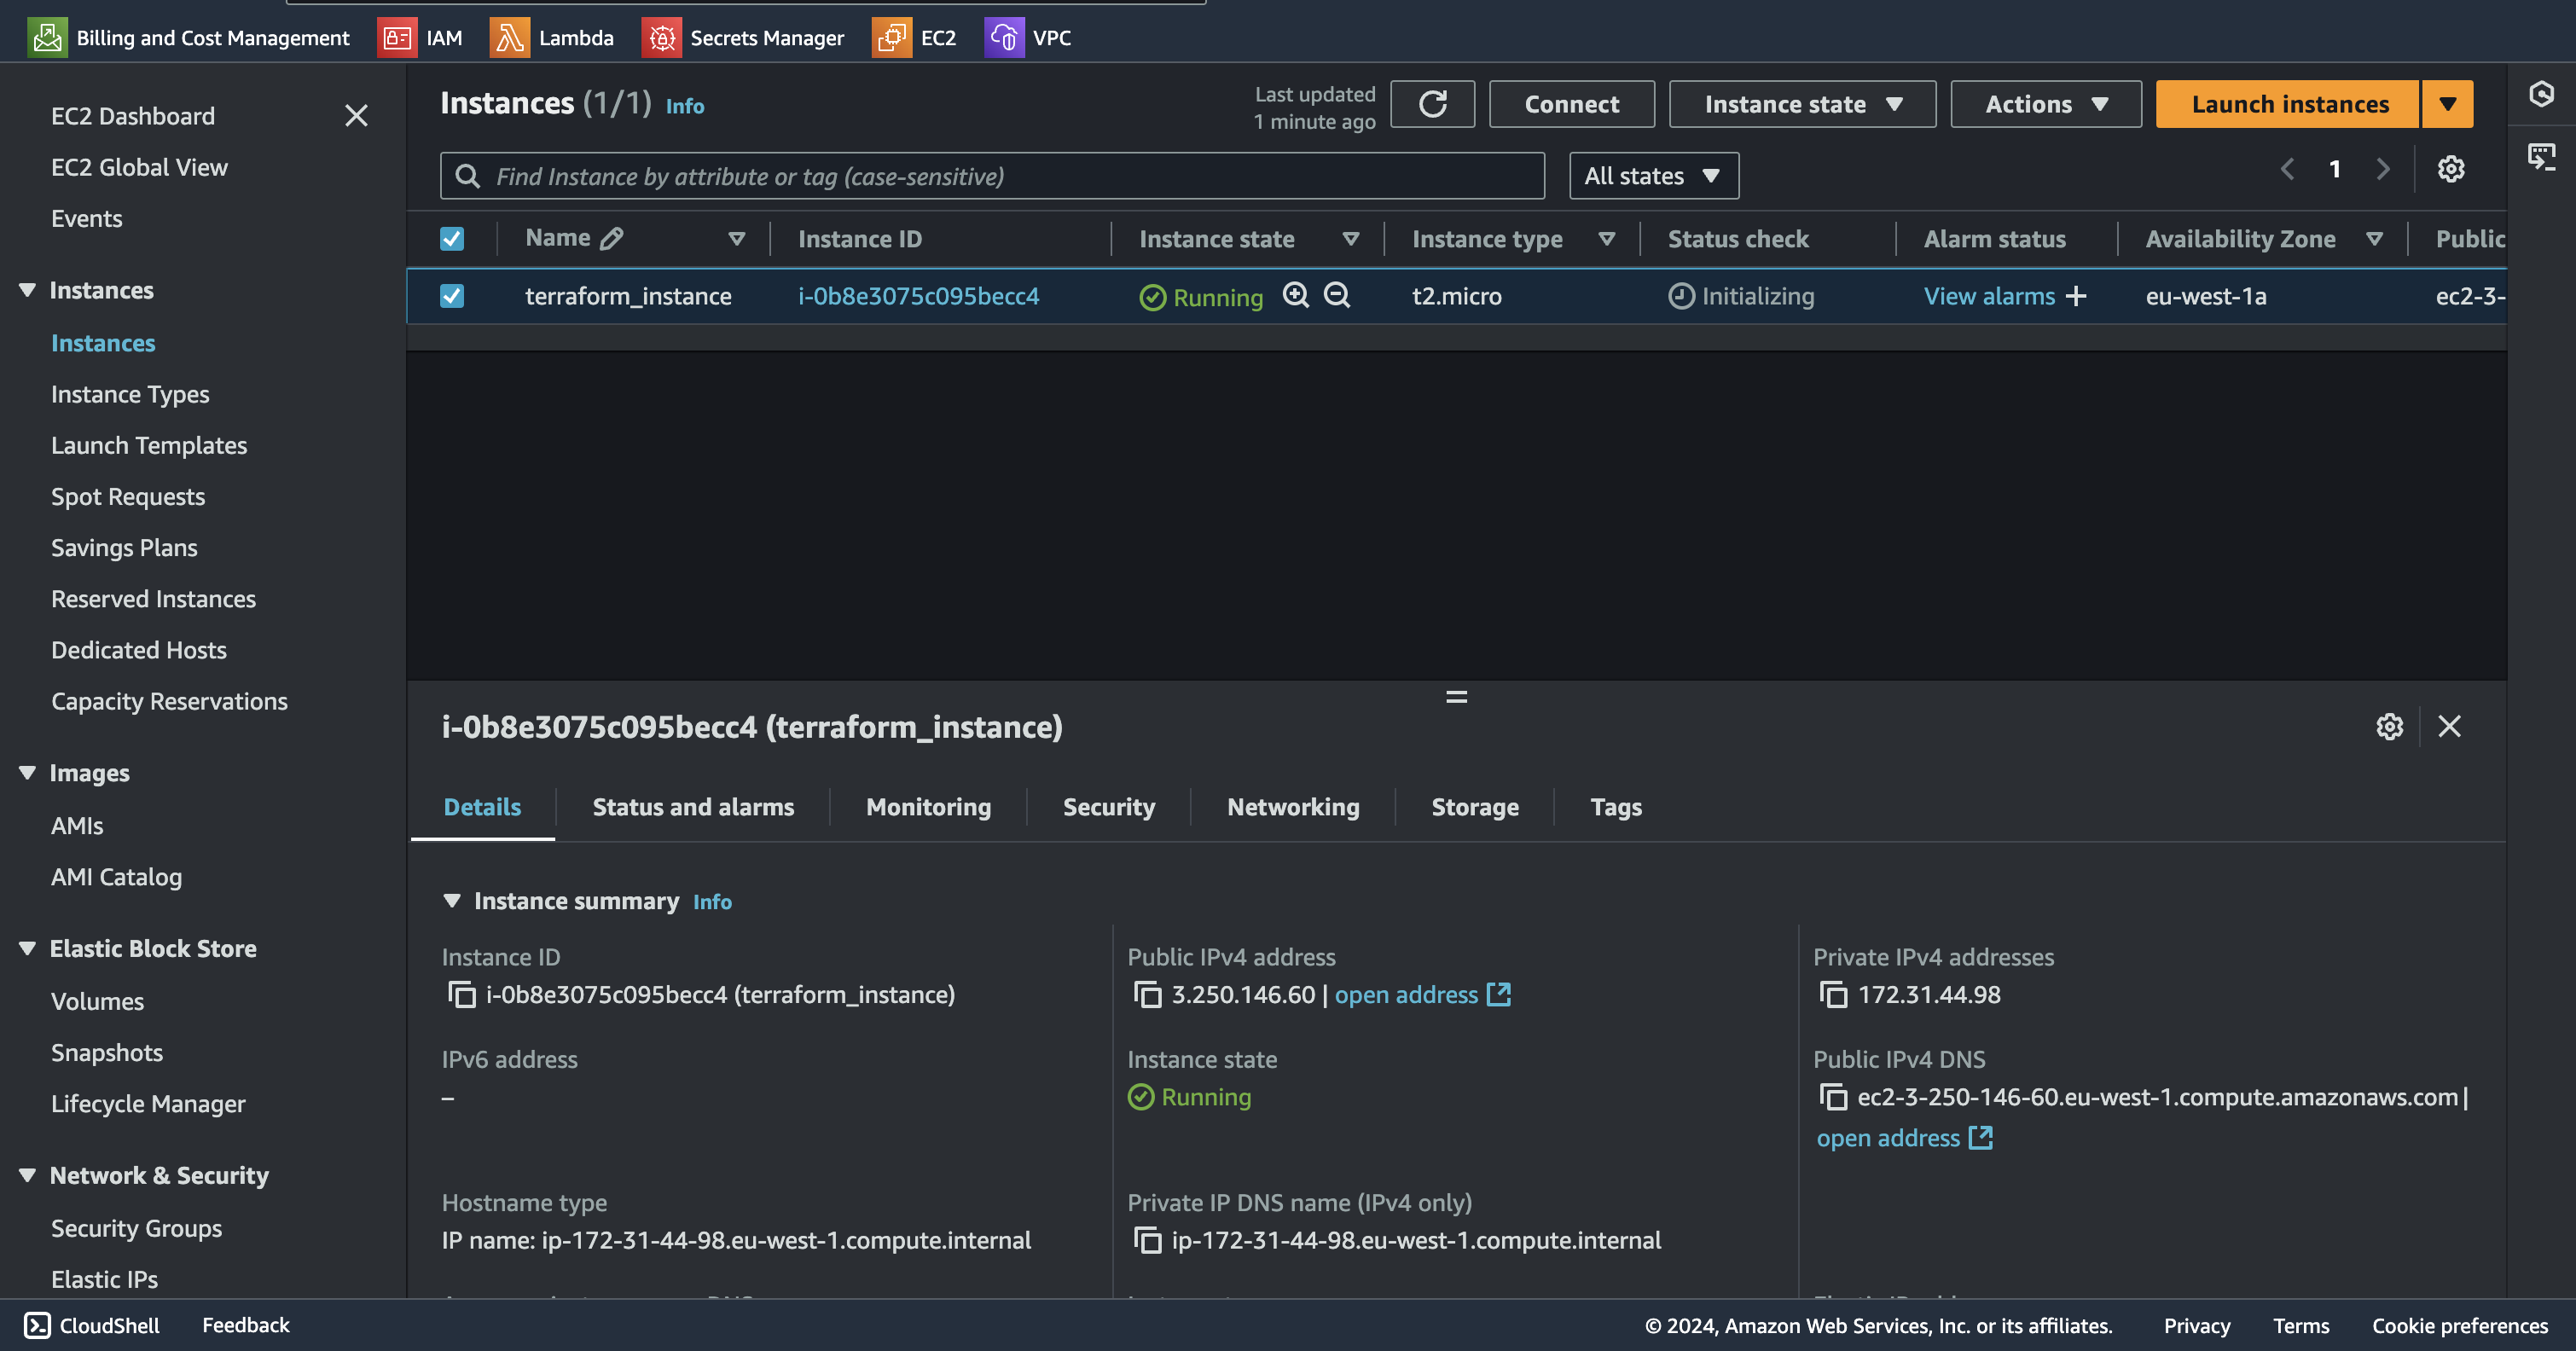 Billing and Cost Management IAM Lambda Secrets Manager EC2 VPC
EC2 Dashboard
EC2 Global View
Events
Instances
Instances
Instance Types
Launch Templates
Spot Requests
Savings Plans
Reserved Instances
Dedicated Hosts
Capacity Reservations
Images
AMIs
AMI Catalog
Elastic Block Store
Volumes
Snapshots
Lifecycle Manager
Network & Security
Security Groups
Elastic IPs
Instances (1/1) Info
Last updated
1 minute ago
Connect Instance state Actions Launch instances
Find Instance by attribute or tag (case-sensitive) All states 1
Name Instance ID Instance state Instance type Status check Alarm status Availability Zone Public
terraform_instance i-0b8e3075c095becc4 Running t2.micro Initializing View alarms + eu-west-1a ec2-3-
i-0b8e3075c095becc4 (terraform_instance)
Details Status and alarms Monitoring Security Networking Storage Tags
Instance summary Info
Instance ID
i-0b8e3075c095becc4 (terraform_instance)
Public IPv4 address
3.250.146.60 | open address
Private IPv4 addresses
172.31.44.98
IPv6 address
–
Instance state
Running
Public IPv4 DNS
ec2-3-250-146-60.eu-west-1.compute.amazonaws.com |
open address
Hostname type
IP name: ip-172-31-44-98.eu-west-1.compute.internal
Private IP DNS name (IPv4 only)
ip-172-31-44-98.eu-west-1.compute.internal
CloudShell Feedback © 2024, Amazon Web Services, Inc. or its affiliates. Privacy Terms Cookie preferences